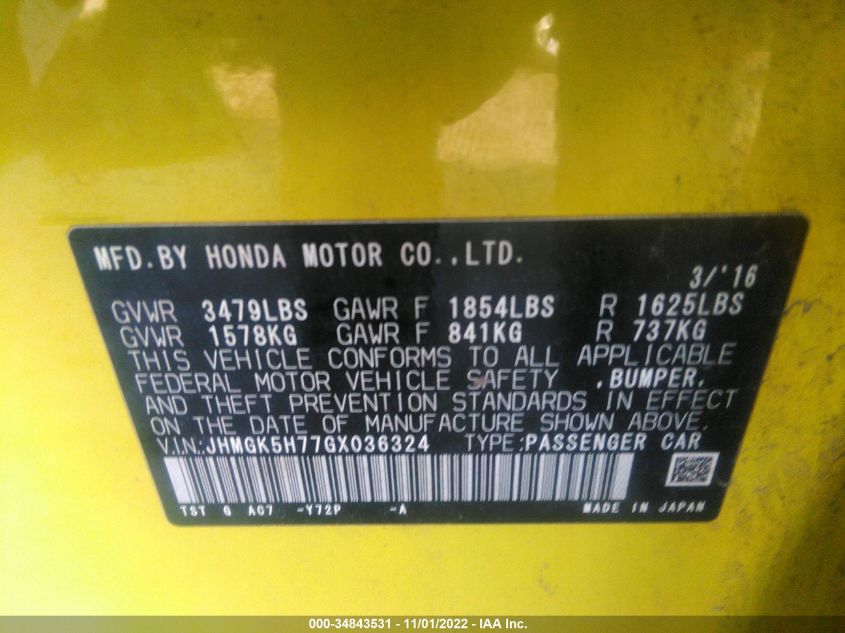 MFD.BY HONDA MOTOR CO.,LTD.
3/'16
GVWR 3479LBS GAWR F 1854LBS R 1625LBS
GVWR 1578KG GAWR F 841KG R 737KG
THIS VEHICLE CONFORMS TO ALL APPLICABLE
FEDERAL MOTOR VEHICLE SAFETY ,BUMPER,
AND THEFT PREVENTION STANDARDS IN EFFECT
ON THE DATE OF MANUFACTURE SHOWN ABOVE.
V.I.N.:JHMGK5H77GX036324 TYPE:PASSENGER CAR
TST G AC7 -Y72P -A MADE IN JAPAN
000-34843531 - 11/01/2022 - IAA Inc.